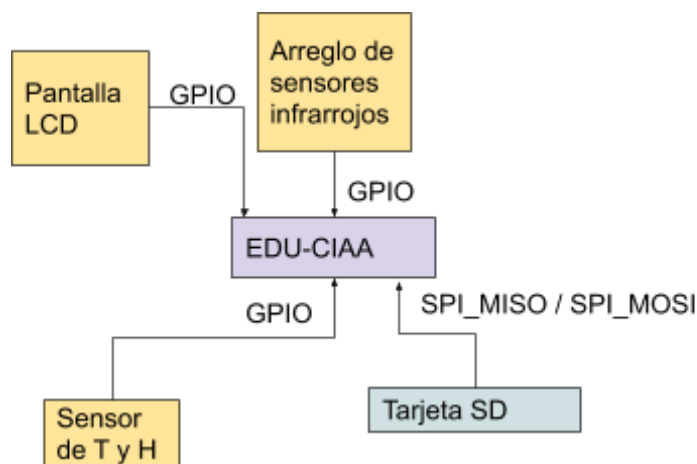 Pantalla
LCD
GPIO
Arreglo de
sensores
infrarrojos
GPIO
EDU-CIAA
GPIO
SPI_MISO / SPI_MOSI
Sensor
de T y H
Tarjeta SD